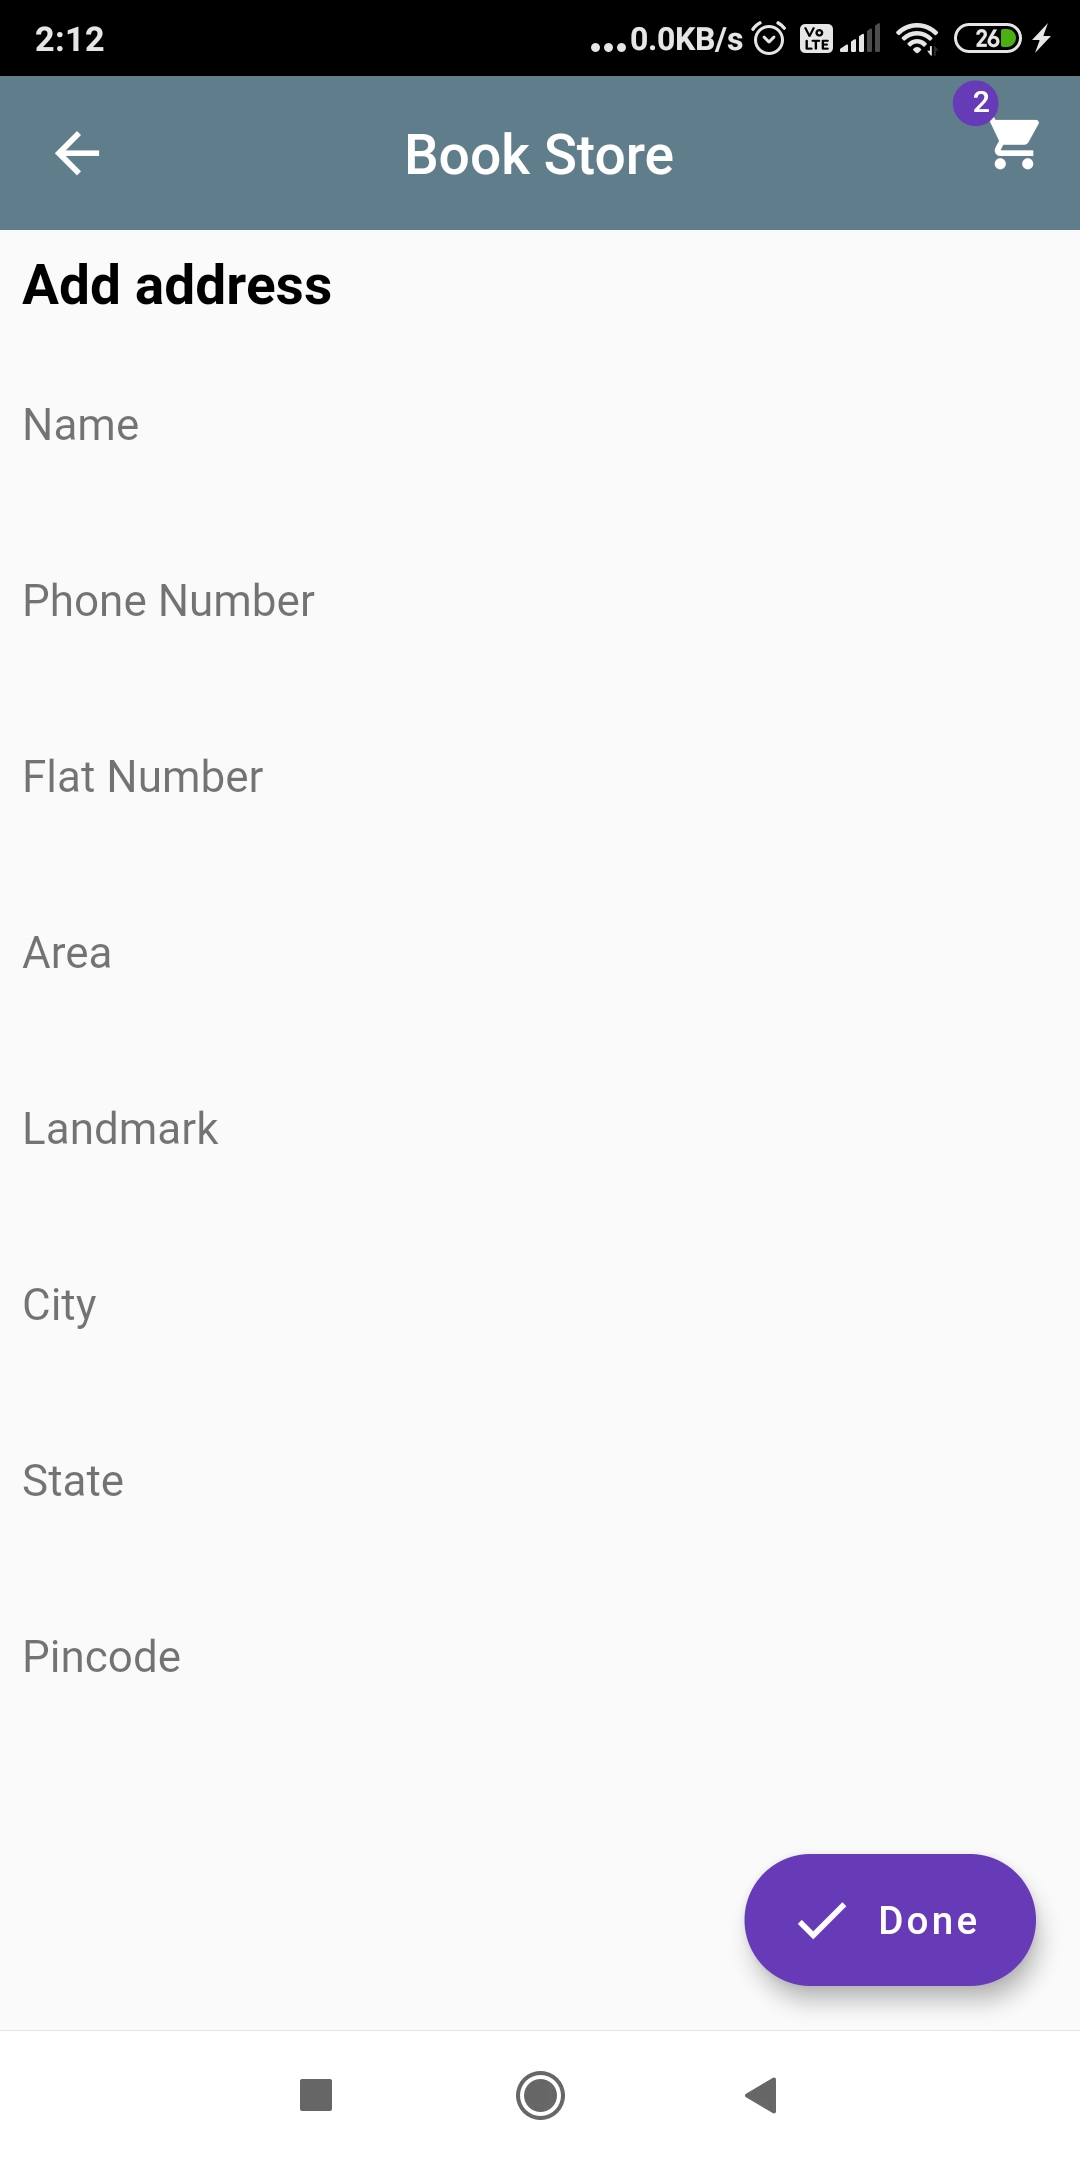 2:12
...0.0KB/s Vo LTE 26
2
Book Store
Add address
Name
Phone Number
Flat Number
Area
Landmark
City
State
Pincode
Done